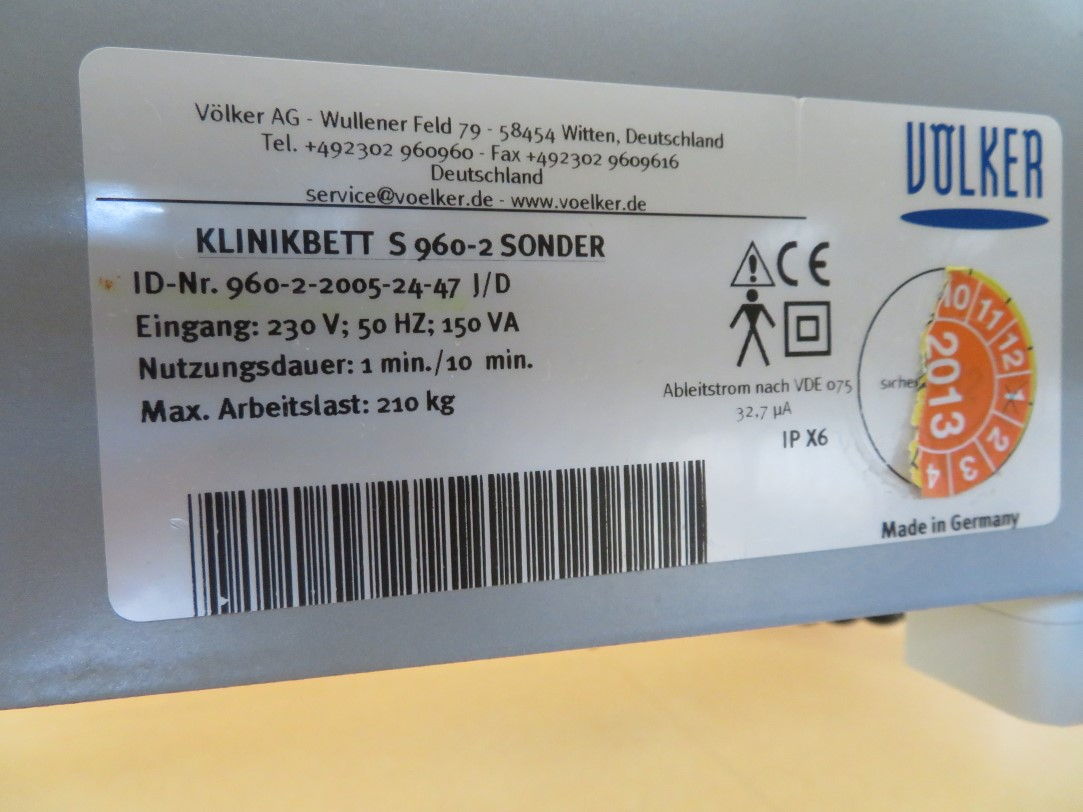 Völker AG - Wullener Feld 79 - 58454 Witten, Deutschland
Tel. +492302 960960 - Fax +492302 9609616
Deutschland
service@voelker.de - www.voelker.de
VÖLKER
KLINIKBETT S 960-2 SONDER
ID-Nr. 960-2-2005-24-47 J/D
Eingang: 230 V; 50 HZ; 150 VA
Nutzungsdauer: 1 min./10 min.
Max. Arbeitslast: 210 kg
CE
Ableitstrom nach VDE 075
32,7 µA
IP X6
10 11 12 1 2 3 4
2013
Made in Germany